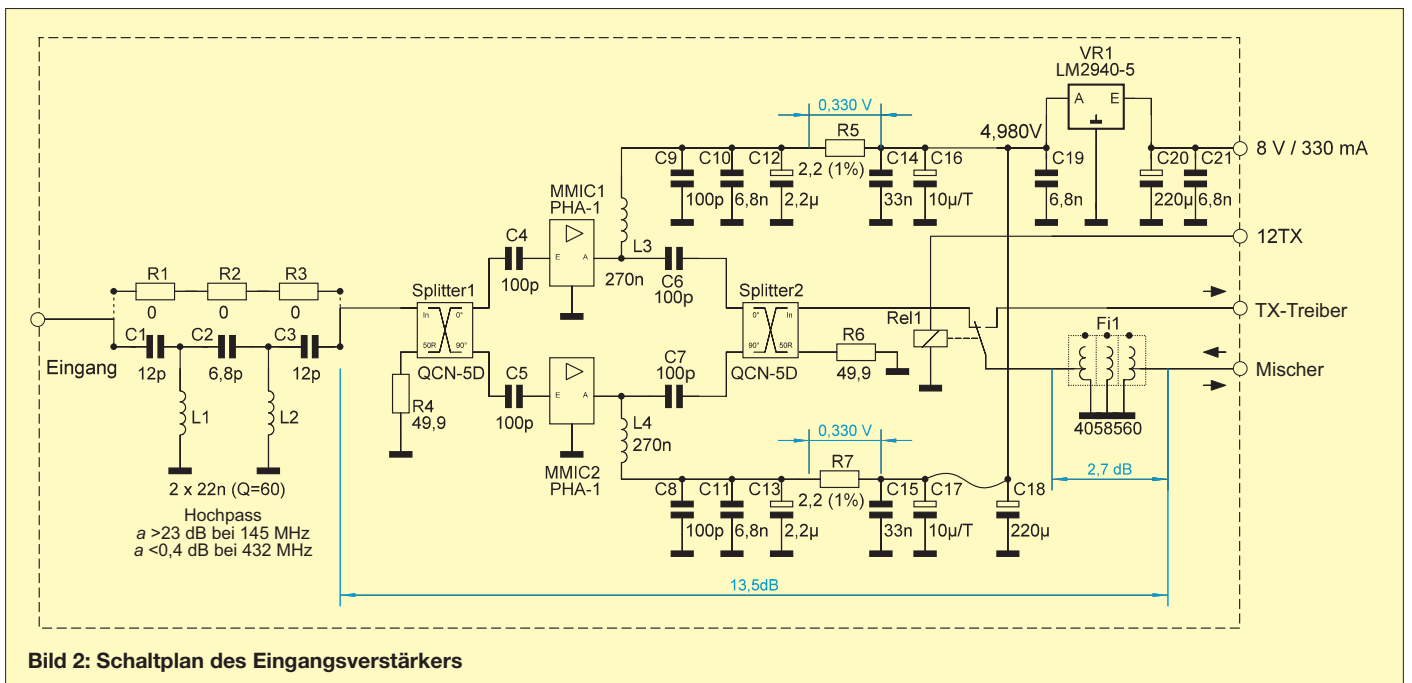 VR1
LM2940-5
A E
0,330 V
R5
2,2 (1%)
4,980V
8 V / 330 mA
C9
100p
C10
6,8n
C12
2,2µ
C14
33n
C16
10µ/T
C19
6,8n
C20
220µ
C21
6,8n
MMIC1
PHA-1
E A
L3
270n
C4
100p
C6
100p
12TX
R1
0
R2
0
R3
0
Splitter1
In 0°
50R 90°
QCN-5D
Splitter2
0° In
90° 50R
QCN-5D
Rel1
TX-Treiber
Fi1
4058560
Mischer
Eingang
C1
12p
C2
6,8p
C3
12p
L1
L2
R4
49,9
R6
49,9
C5
100p
C7
100p
E A
MMIC2
PHA-1
L4
270n
0,330 V
R7
2,2 (1%)
2,7 dB
C8
100p
C11
6,8n
C13
2,2µ
C15
33n
C17
10µ/T
C18
220µ
2 x 22n (Q=60)
Hochpass
a >23 dB bei 145 MHz
a <0,4 dB bei 432 MHz
13,5dB
Bild 2: Schaltplan des Eingangsverstärkers